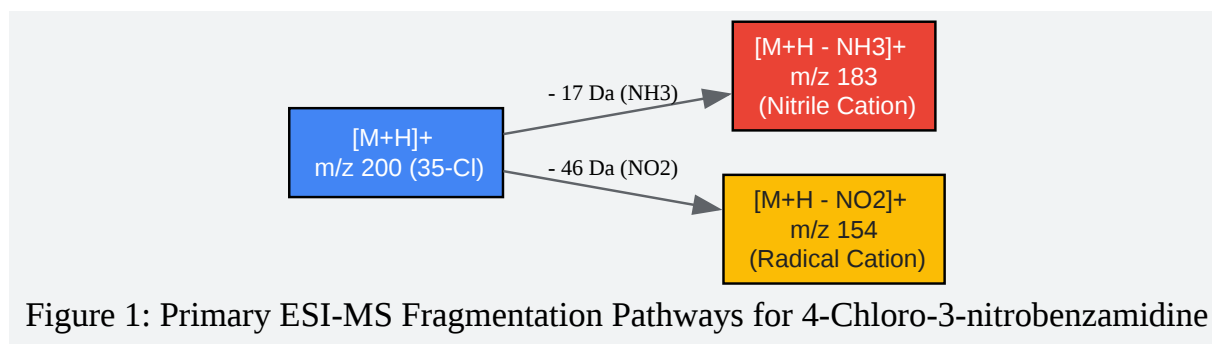 [M+H]+
m/z 200 (35-Cl)
- 17 Da (NH3)
[M+H - NH3]+
m/z 183
(Nitrile Cation)
- 46 Da (NO2)
[M+H - NO2]+
m/z 154
(Radical Cation)
Figure 1: Primary ESI-MS Fragmentation Pathways for 4-Chloro-3-nitrobenzamidine